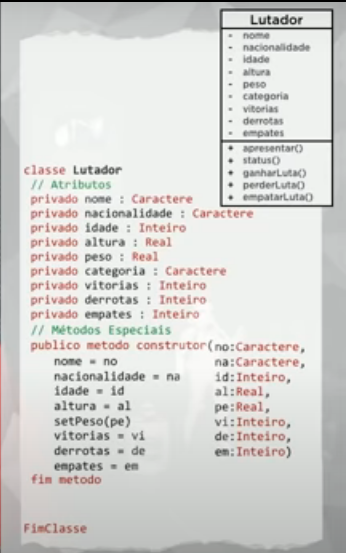 Lutador
- nome
- nacionalidade
- idade
- altura
- peso
- categoria
- vitorias
- derrotas
- empates
+ apresentar()
+ status()
+ ganharLuta()
+ perderLuta()
+ empatarLuta()
classe Lutador
// Atributos
privado nome : Caractere
privado nacionalidade : Caractere
privado idade : Inteiro
privado altura : Real
privado peso : Real
privado categoria : Caractere
privado vitorias : Inteiro
privado derrotas : Inteiro
privado empates : Inteiro
// Métodos Especiais
publico metodo construtor(no:Caractere,
nome = no na:Caractere,
nacionalidade = na id:Inteiro,
idade = id al:Real,
altura = al pe:Real,
setPeso(pe) vi:Inteiro,
vitorias = vi de:Inteiro,
derrotas = de em:Inteiro)
empates = em
fim metodo
FimClasse